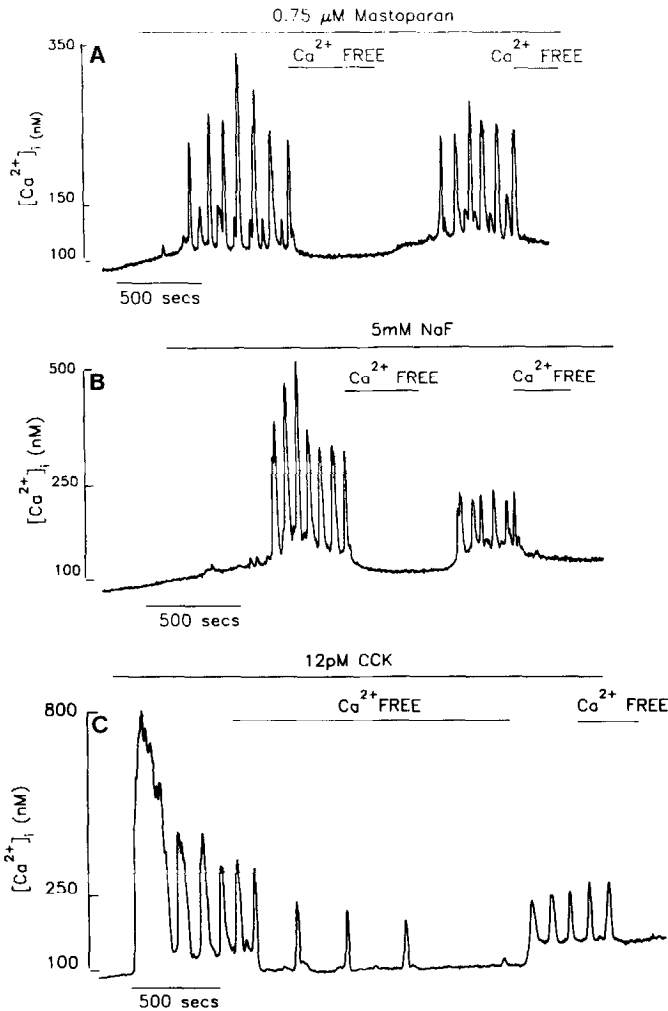 0.75 μM Mastoparan
Ca2+ FREE
Ca2+ FREE
A
350
150
100
[Ca2+]i (nM)
500 secs
5mM NaF
Ca2+ FREE
Ca2+ FREE
B
500
250
100
[Ca2+]i (nM)
500 secs
12pM CCK
Ca2+FREE
Ca2+ FREE
C
800
250
100
[Ca2+]i (nM)
500 secs